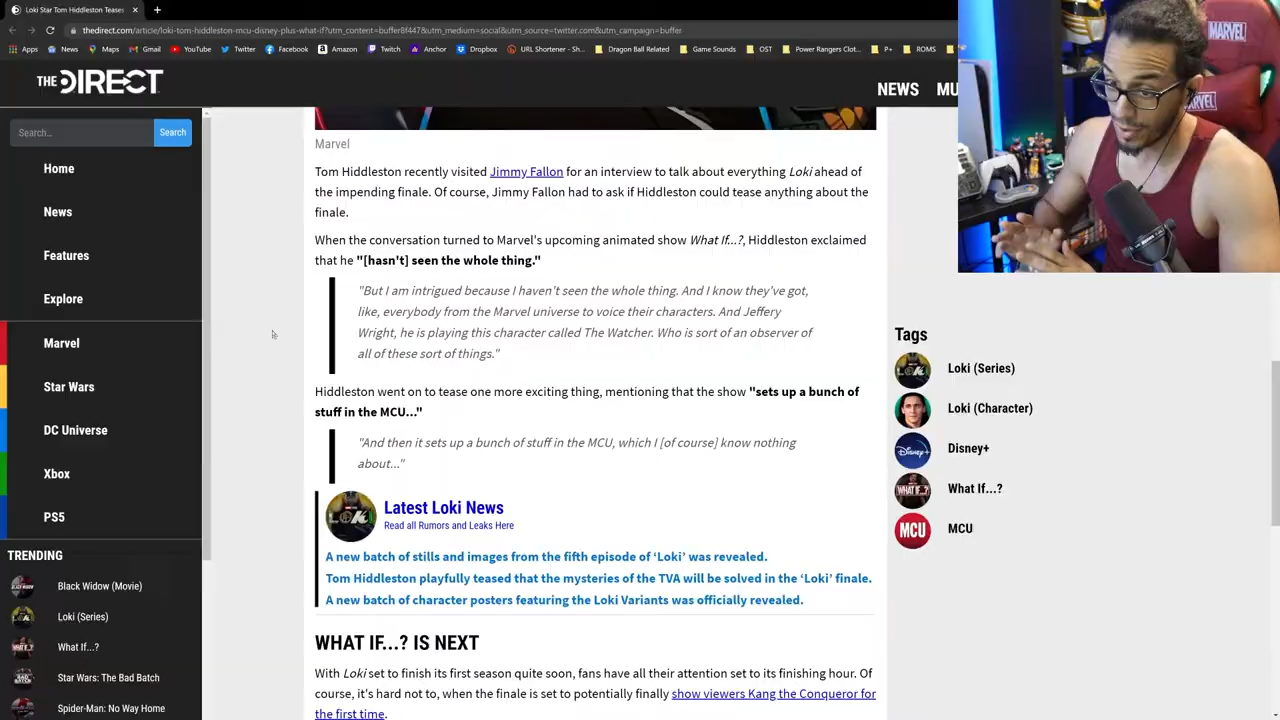 Loki Star Tom Hiddleston Teases
thedirect.com/article/loki-tom-hiddleston-mcu-disney-plus-what-if?utm_content=buffer8f447&utm_medium=social&utm_source=twitter.com&utm_campaign=buffer
Apps News Maps Gmail YouTube Twitter Facebook Amazon Twitch Anchor Dropbox URL Shortener - Sh... Dragon Ball Related Game Sounds OST Power Rangers Clot... P+ ROMS
THE DIRECT
NEWS MU
Search...
Search
Home
News
Features
Explore
Marvel
Star Wars
DC Universe
Xbox
PS5
TRENDING
Black Widow (Movie)
Loki (Series)
What If...?
Star Wars: The Bad Batch
Spider-Man: No Way Home
Marvel
Tom Hiddleston recently visited Jimmy Fallon for an interview to talk about everything Loki ahead of
the impending finale. Of course, Jimmy Fallon had to ask if Hiddleston could tease anything about the
finale.
When the conversation turned to Marvel's upcoming animated show What If...?, Hiddleston exclaimed
that he "[hasn't] seen the whole thing."
"But I am intrigued because I haven't seen the whole thing. And I know they've got,
like, everybody from the Marvel universe to voice their characters. And Jeffery
Wright, he is playing this character called The Watcher. Who is sort of an observer of
all of these sort of things."
Hiddleston went on to tease one more exciting thing, mentioning that the show "sets up a bunch of
stuff in the MCU..."
"And then it sets up a bunch of stuff in the MCU, which I [of course] know nothing
about..."
Latest Loki News
Read all Rumors and Leaks Here
A new batch of stills and images from the fifth episode of ‘Loki’ was revealed.
Tom Hiddleston playfully teased that the mysteries of the TVA will be solved in the ‘Loki’ finale.
A new batch of character posters featuring the Loki Variants was officially revealed.
WHAT IF...? IS NEXT
With Loki set to finish its first season quite soon, fans have all their attention set to its finishing hour. Of
course, it's hard not to, when the finale is set to potentially finally show viewers Kang the Conqueror for
the first time.
Tags
Loki (Series)
Loki (Character)
Disney+
What If...?
MCU
MARVEL
MARVEL